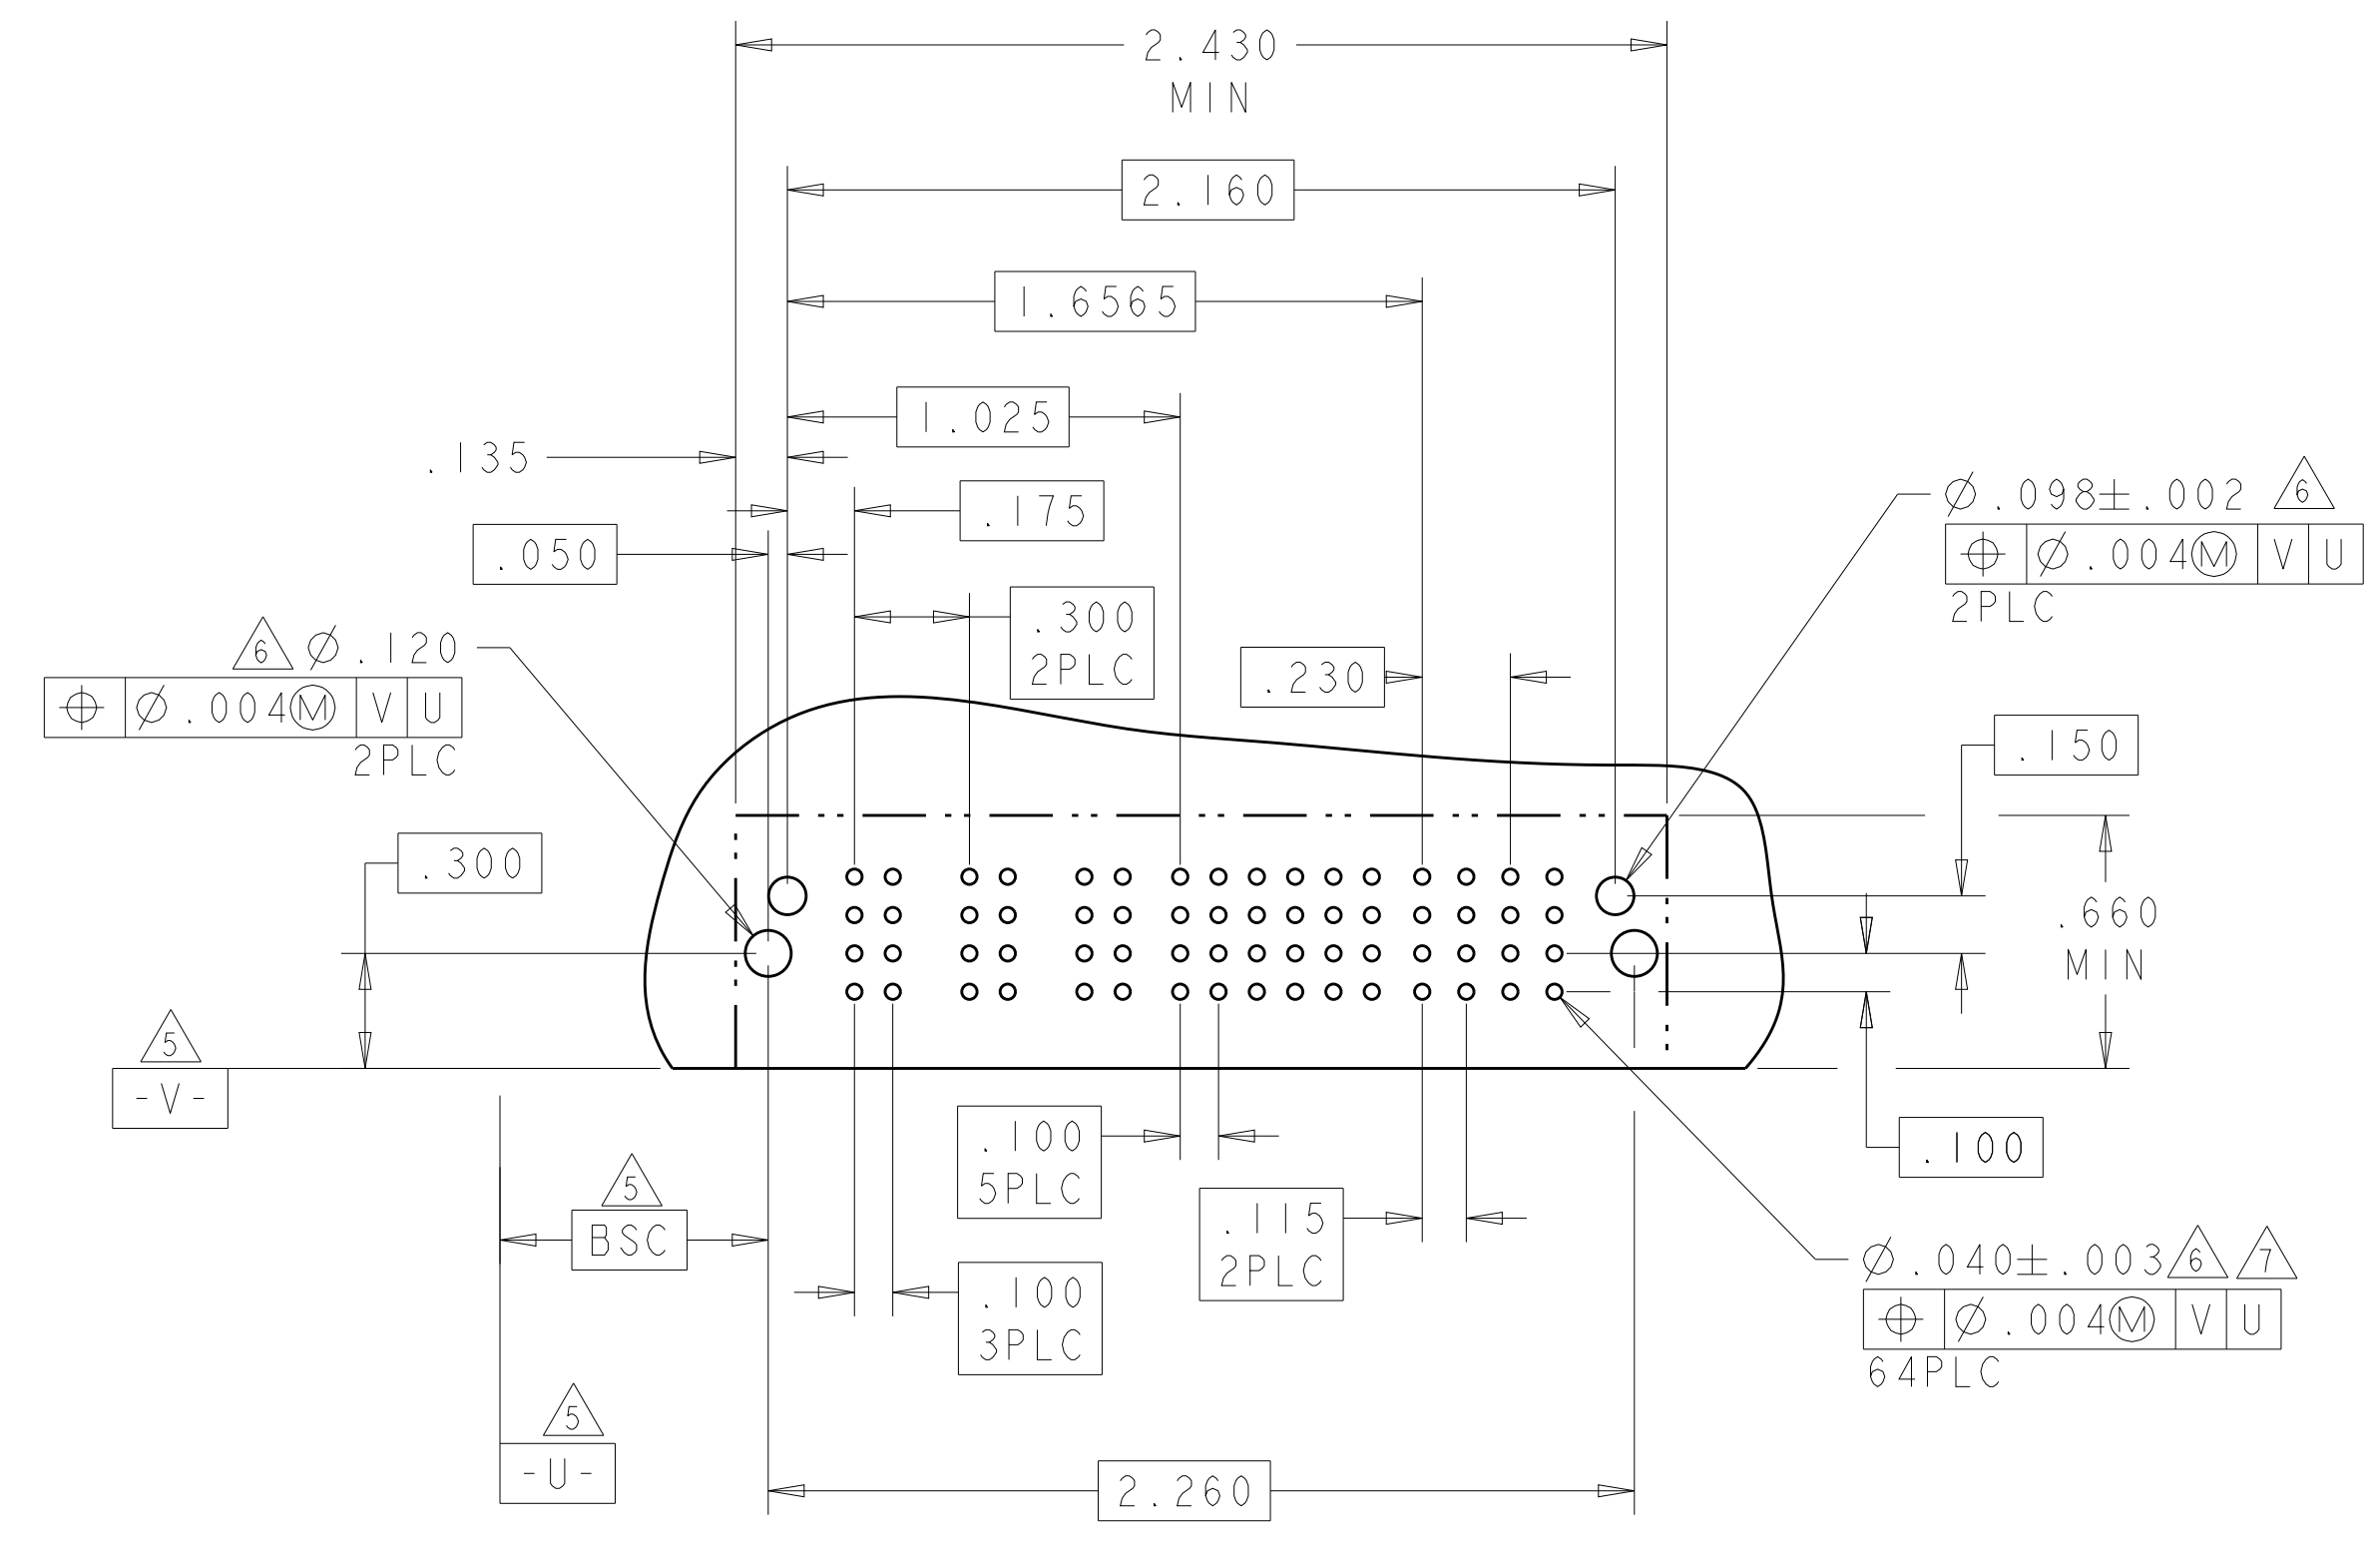 2.430
MIN
2.160
1.6565
1.025
.135
.175
.050
Ø.098±.002 6
⌖ Ø.004Ⓜ V U
2PLC
.300
2PLC
6 Ø.120
⌖ Ø.004Ⓜ V U
2PLC
.230
.150
.300
.660
MIN
5
-V-
.100
5PLC
.100
5
BSC
.115
2PLC
.100
3PLC
Ø.040±.003 6 7
⌖ Ø.004Ⓜ V U
64PLC
5
-U-
2.260